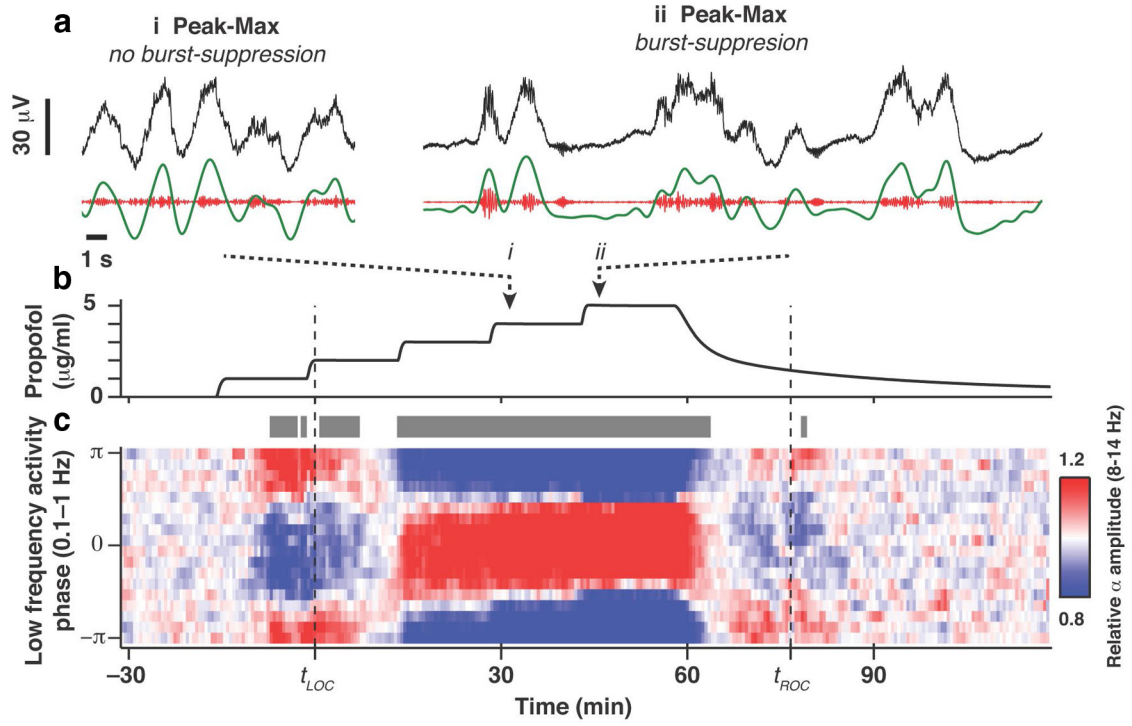 a
i Peak-Max
no burst-suppression
ii Peak-Max
burst-suppresion
30 µV
1 s
i
ii
b
Propofol
(µg/ml)
5
0
c
Low frequency activity
phase (0.1–1 Hz)
π
0
−π
1.2
0.8
Relative α amplitude (8-14 Hz)
−30
tLOC
30
60
tROC
90
Time (min)